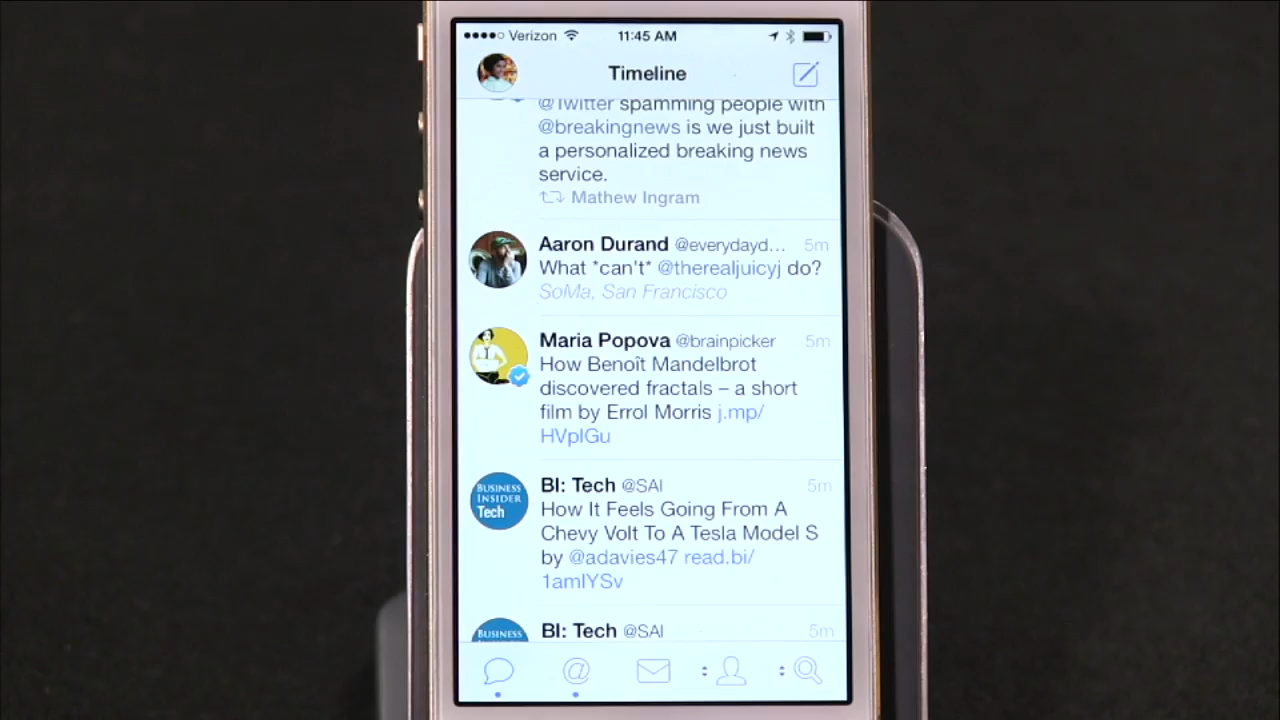 Verizon 11:45 AM
Timeline
@Twitter spamming people with
@breakingnews is we just built
a personalized breaking news
service.
Mathew Ingram
Aaron Durand @everydayd... 5m
What *can't* @therealjuicyj do?
SoMa, San Francisco
Maria Popova @brainpicker 5m
How Benoît Mandelbrot
discovered fractals – a short
film by Errol Morris j.mp/
HVpIGu
BUSINESS
INSIDER
Tech
BI: Tech @SAI 5m
How It Feels Going From A
Chevy Volt To A Tesla Model S
by @adavies47 read.bi/
1amIYSv
BUSINESS
BI: Tech @SAI 5m
@